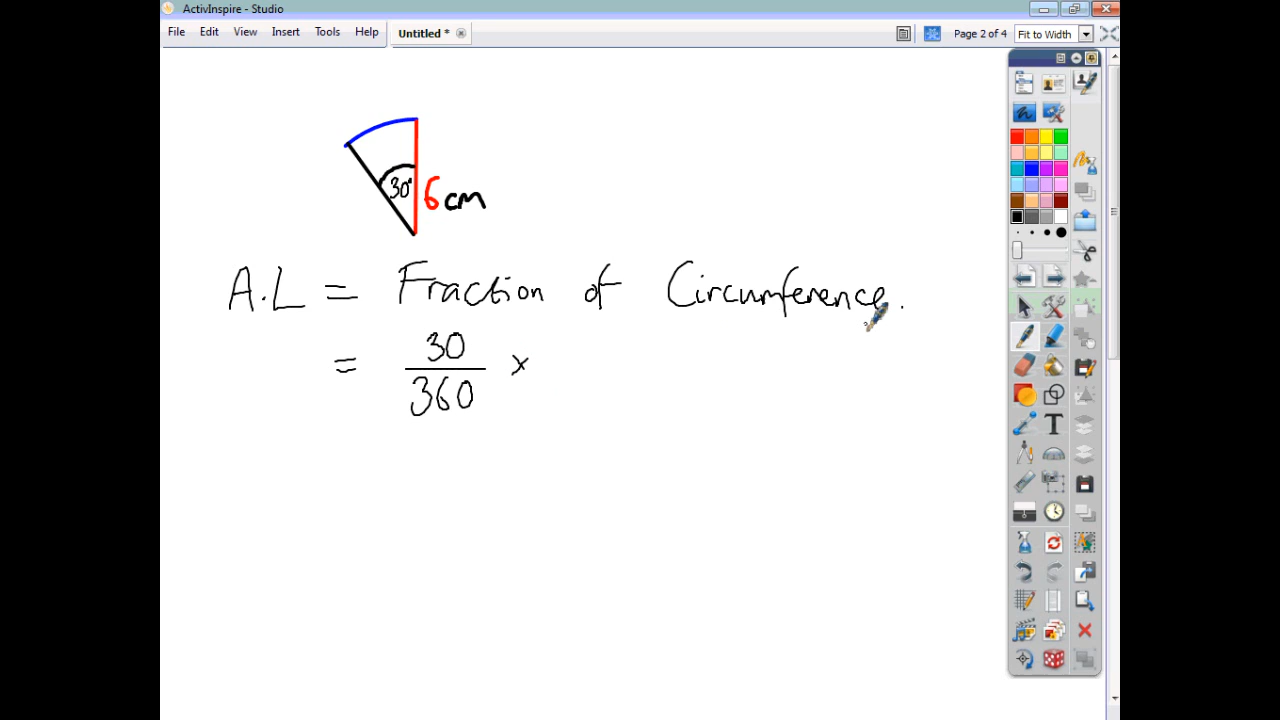 ActivInspire - Studio
File Edit View Insert Tools Help Untitled * Page 2 of 4 Fit to Width
30°
6cm
A.L = Fraction of Circumference.
= 30/360 ×